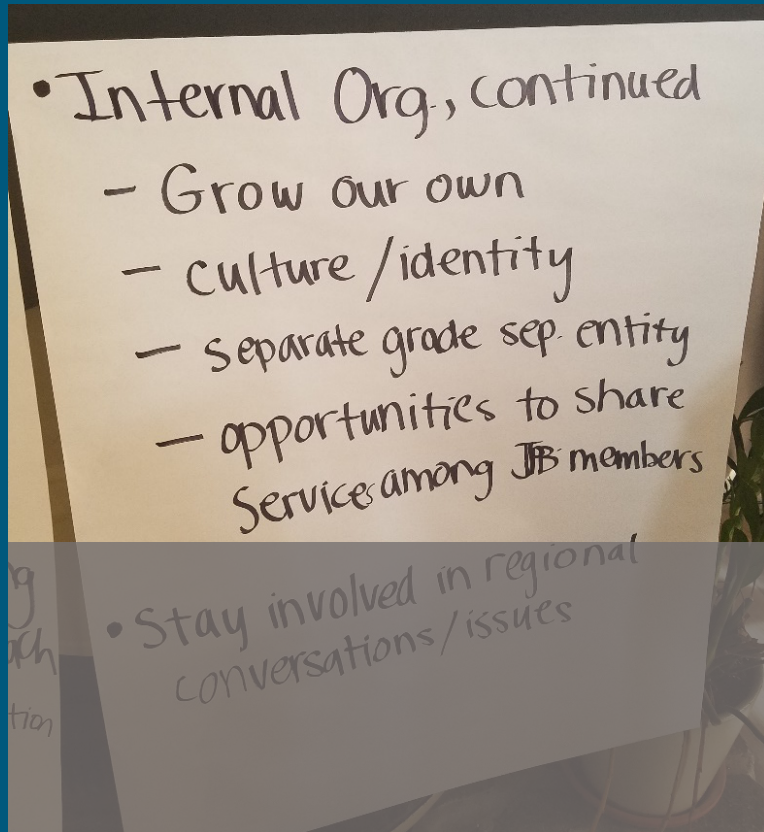 • Internal Org., continued
– Grow our own
– culture/identity
– separate grade sep. entity
– opportunities to share
services among JPB members
• Stay involved in regional
conversations/issues